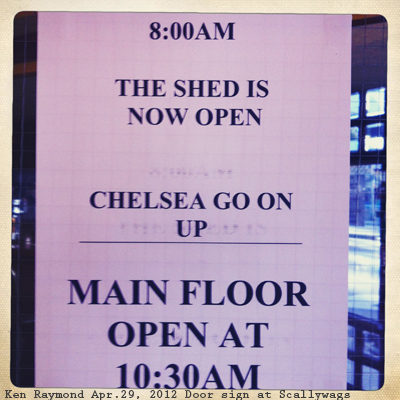 8:00AM
THE SHED IS
NOW OPEN
CHELSEA GO ON
UP
MAIN FLOOR
OPEN AT
10:30AM
Ken Raymond Apr.29, 2012 Door sign at Scallywags